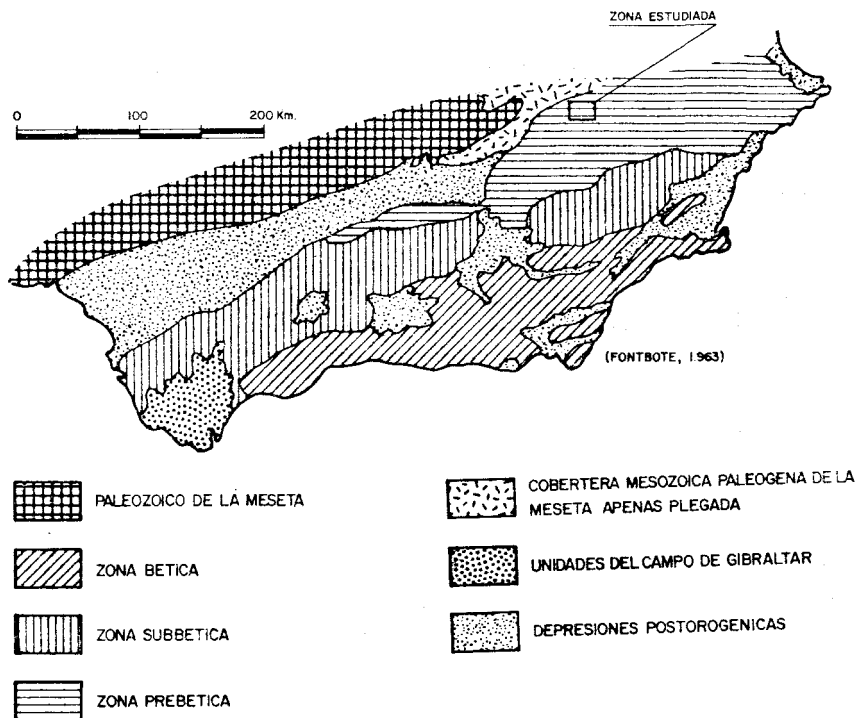 ZONA ESTUDIADA
0 100 200 Km.
(FONTBOTE, 1.963)
PALEOZOICO DE LA MESETA
ZONA BETICA
ZONA SUBBETICA
ZONA PREBETICA
COBERTERA MESOZOICA PALEOGENA DE LA
MESETA APENAS PLEGADA
UNIDADES DEL CAMPO DE GIBRALTAR
DEPRESIONES POSTOROGENICAS